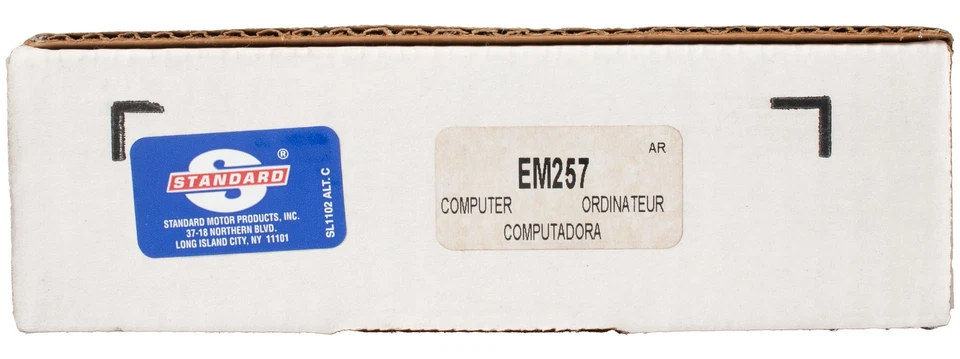 S
STANDARD®
STANDARD MOTOR PRODUCTS, INC.
37-18 NORTHERN BLVD.
LONG ISLAND CITY, NY 11101
SL1102 ALT. C
AR
EM257
COMPUTER ORDINATEUR
COMPUTADORA